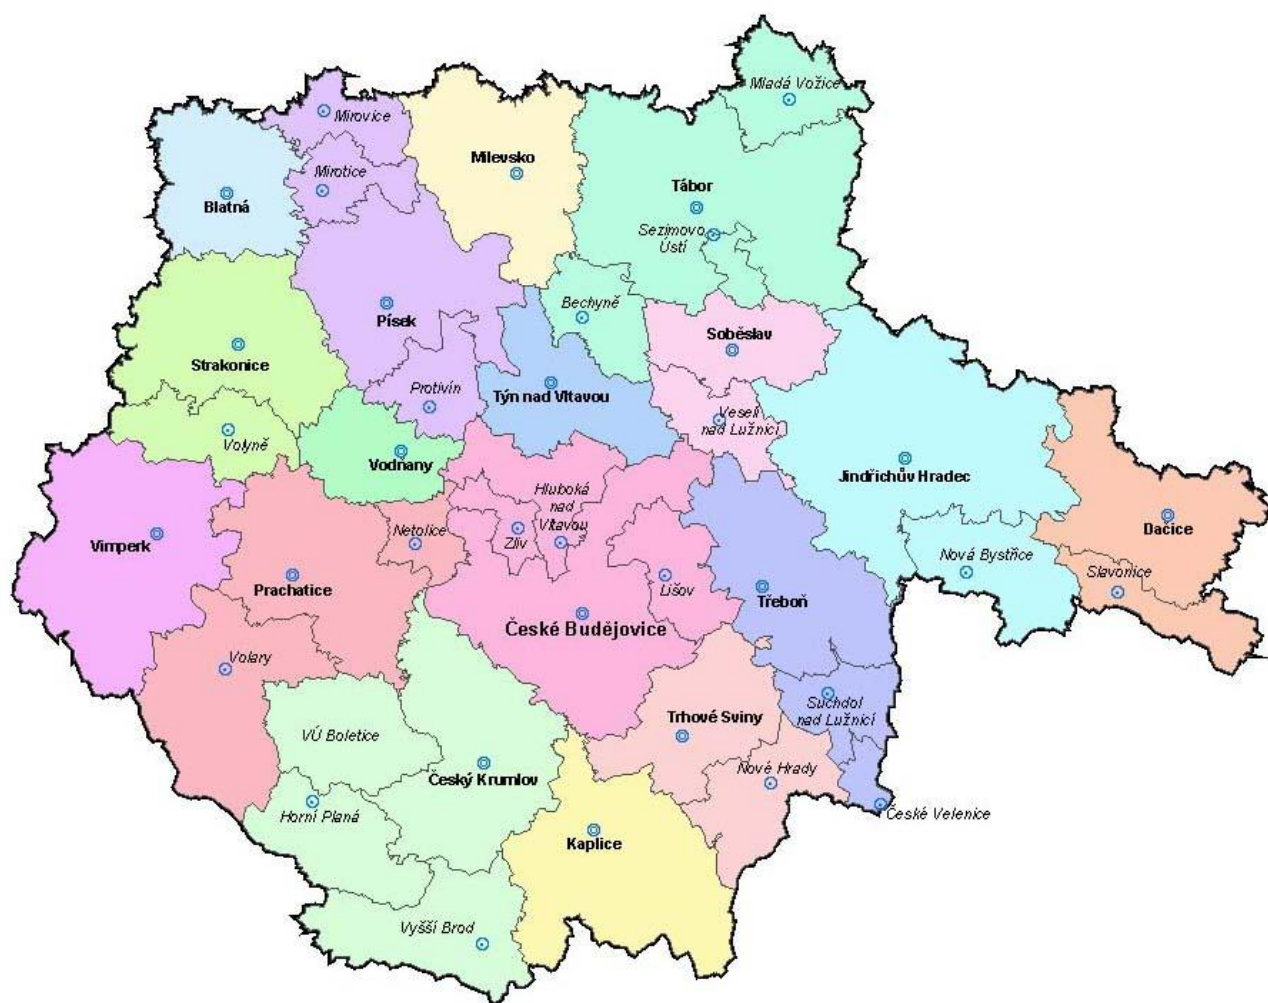 Mladá Vožice
Mirovice
Milevsko
Mirotice
Tábor
Blatná
Sezimovo
Ústí
Bechyně
Písek
Soběslav
Strakonice
Protivín
Týn nad Vltavou
Veselí
nad Lužnicí
Volyně
Vodňany
Jindřichův Hradec
Hluboká
nad
Vltavou
Netolice
Zliv
Dačice
Vimperk
Nová Bystřice
Slavonice
Prachatice
Lišov
Třeboň
České Budějovice
Volary
Suchdol
nad Lužnicí
Trhové Sviny
VÚ Boletice
Nové Hrady
Český Krumlov
Horní Planá
České Velenice
Kaplice
Vyšší Brod